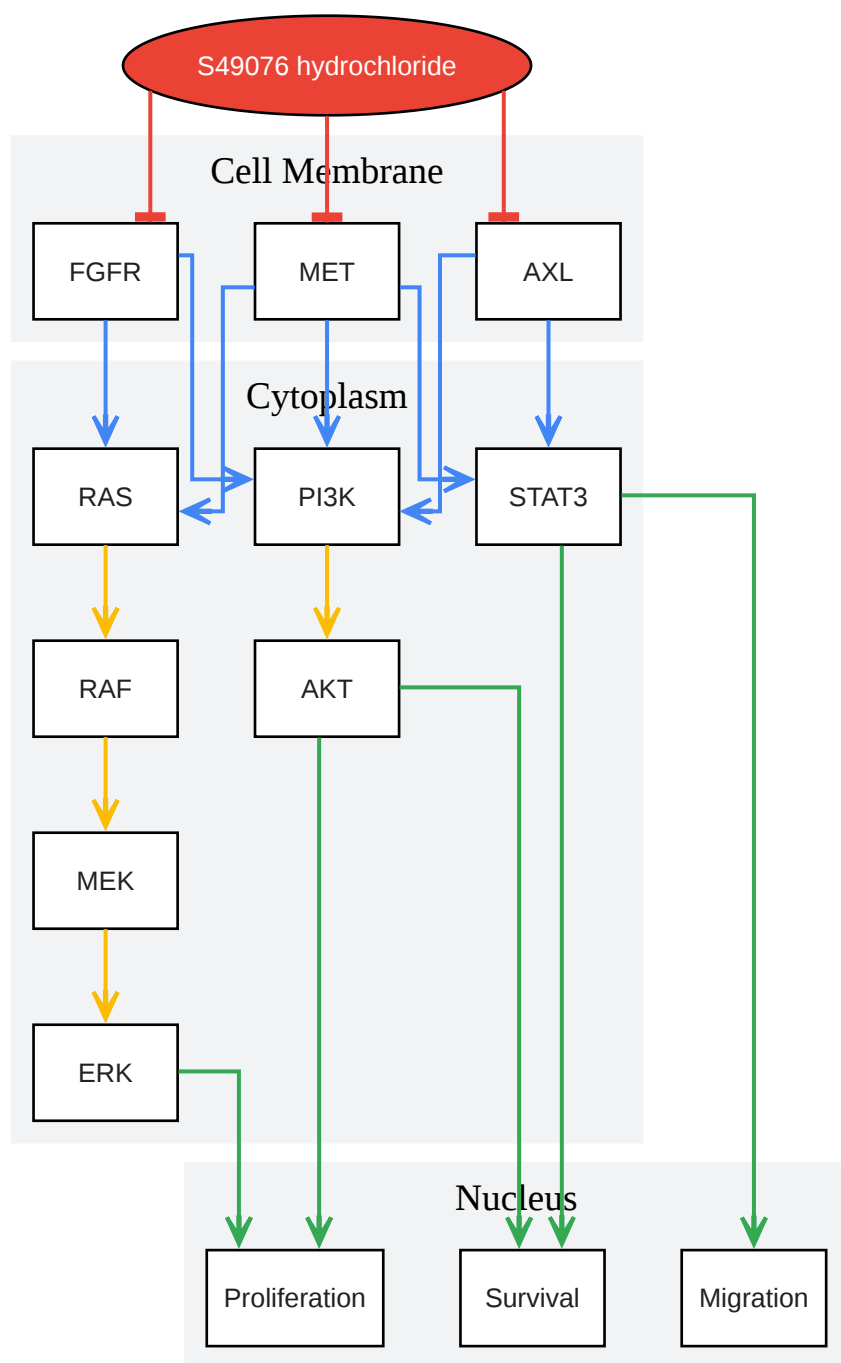 S49076 hydrochloride
Cell Membrane
FGFR
MET
AXL
Cytoplasm
RAS
PI3K
STAT3
RAF
AKT
MEK
ERK
Nucleus
Proliferation
Survival
Migration